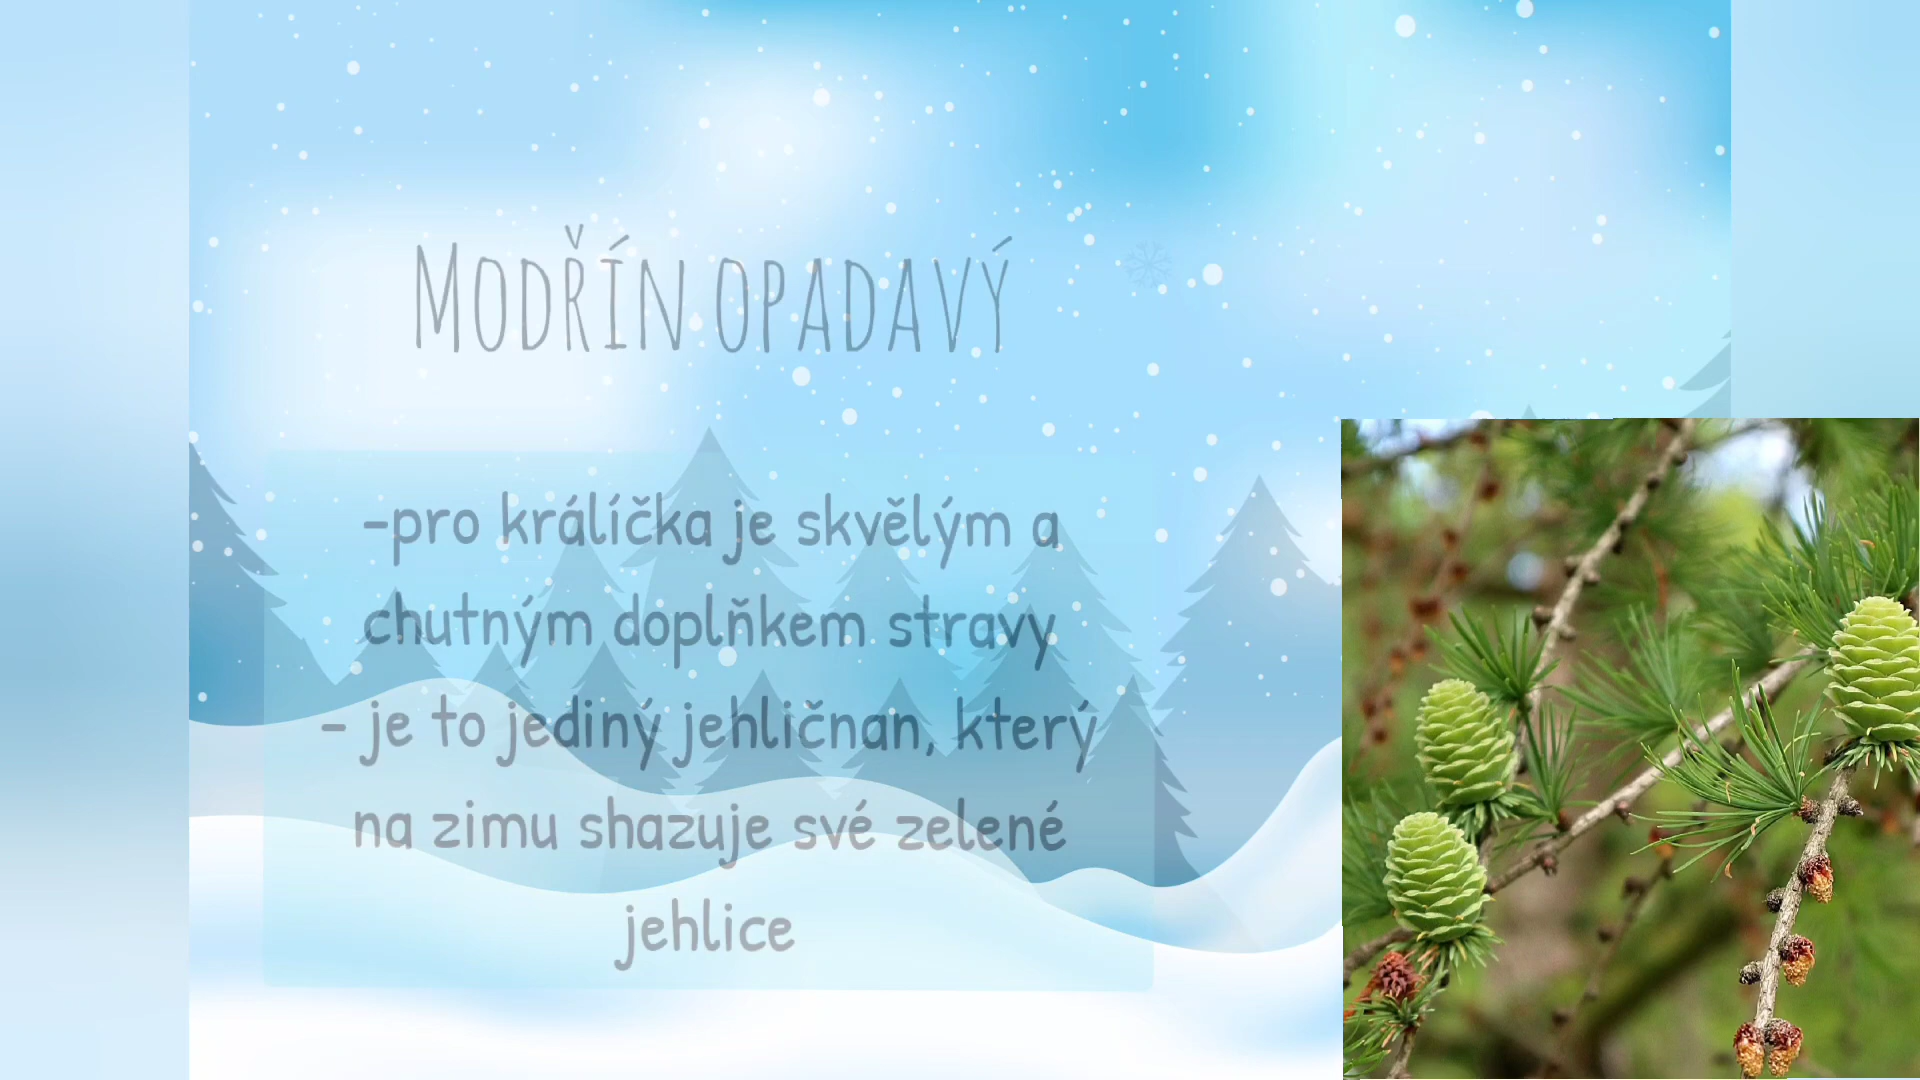 Modřín opadavý
-pro králíčka je skvělým a
chutným doplňkem stravy
- je to jediný jehličnan, který
na zimu shazuje své zelené
jehlice